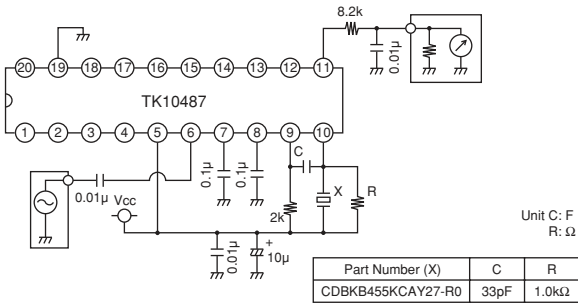 8.2k
0.01μ
20 19 18 17 16 15 14 13 12 11
TK10487
1 2 3 4 5 6 7 8 9 10
0.01μ
Vcc
0.1μ
0.1μ
C
X
R
2k
0.01μ
+
10μ
Unit C: F
R: Ω
Part Number (X) C R
CDBKB455KCAY27-R0 33pF 1.0kΩ